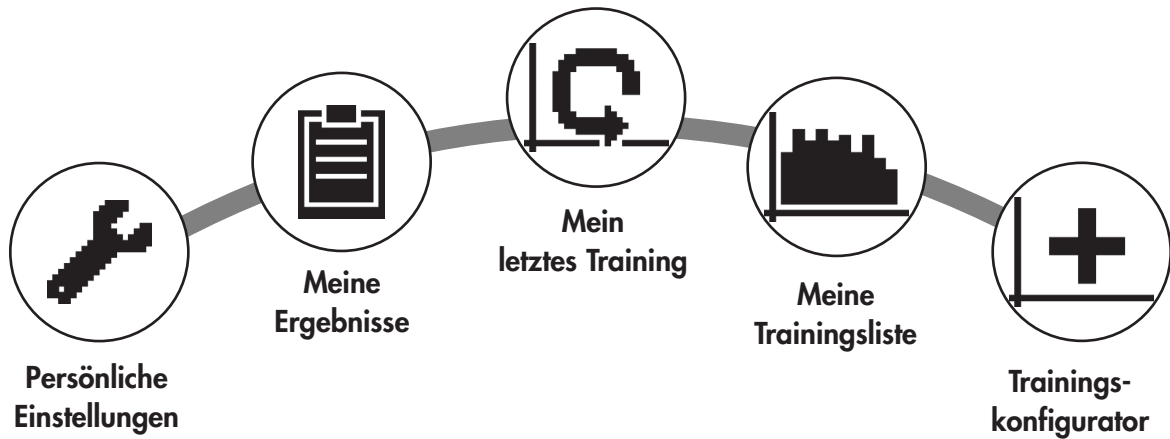 Persönliche
Einstellungen
Meine
Ergebnisse
Mein
letztes Training
Meine
Trainingsliste
Trainings-
konfigurator